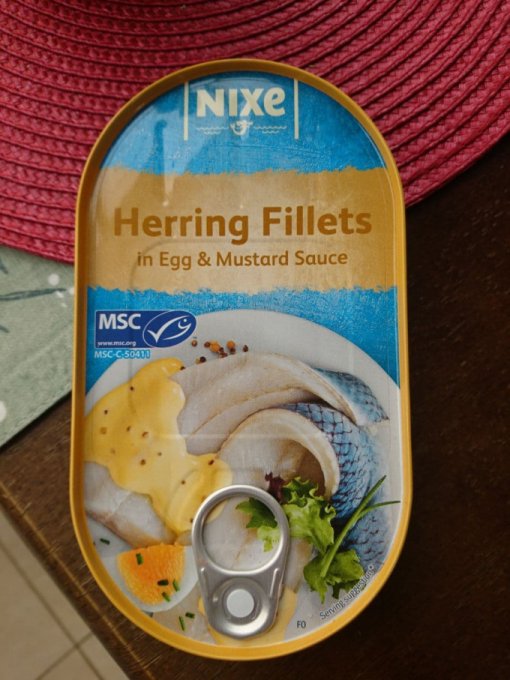 NIXe
Herring Fillets
in Egg & Mustard Sauce
MSC
www.msc.org
MSC-C-50411
Serving suggestion
FO